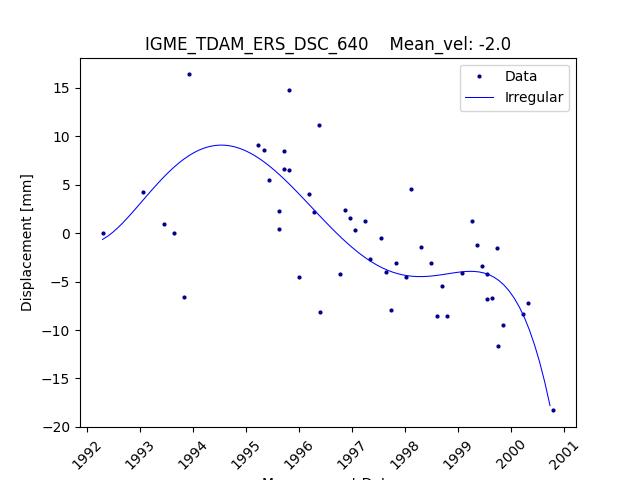 IGME_TDAM_ERS_DSC_640    Mean_vel: -2.0
Data
Irregular
Displacement [mm]
15
10
5
0
−5
−10
−15
−20
1992 1993 1994 1995 1996 1997 1998 1999 2000 2001